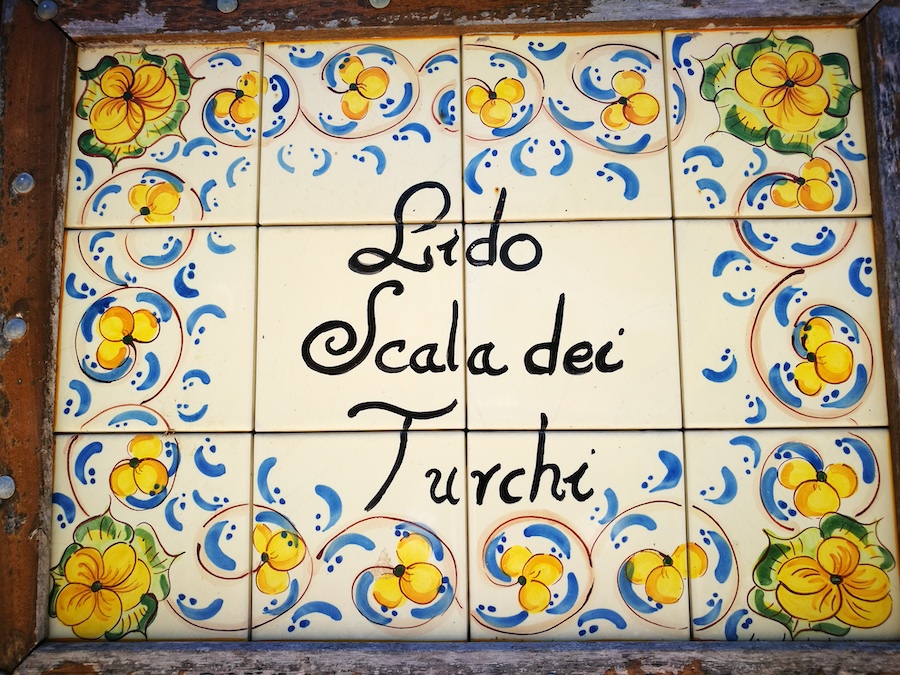 Lido
Scala dei
Turchi